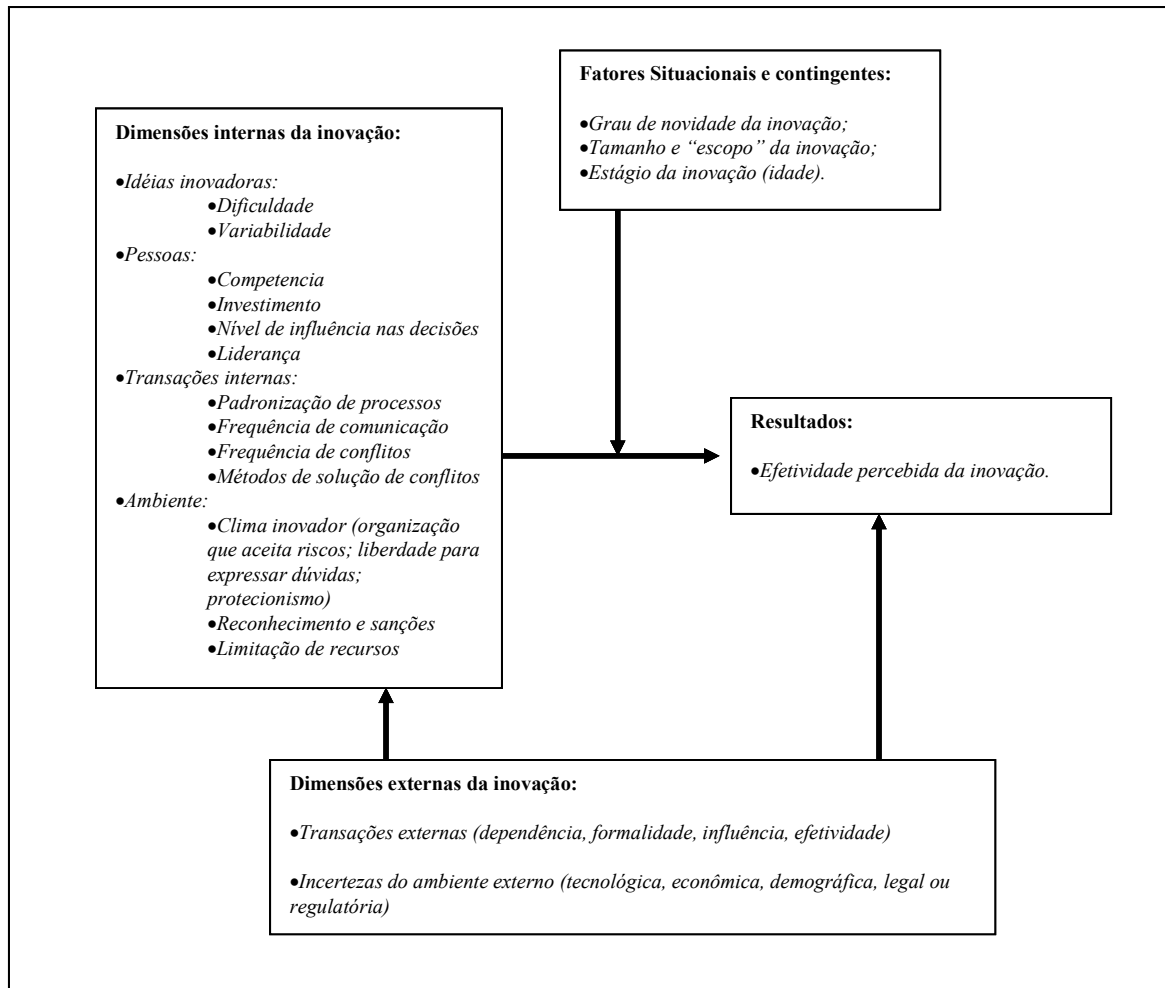 Fatores Situacionais e contingentes:
•Grau de novidade da inovação;
•Tamanho e “escopo” da inovação;
•Estágio da inovação (idade).
Dimensões internas da inovação:
•Idéias inovadoras:
•Dificuldade
•Variabilidade
•Pessoas:
•Competencia
•Investimento
•Nível de influência nas decisões
•Liderança
•Transações internas:
•Padronização de processos
•Frequência de comunicação
•Frequência de conflitos
•Métodos de solução de conflitos
•Ambiente:
•Clima inovador (organização
que aceita riscos; liberdade para
expressar dúvidas;
protecionismo)
•Reconhecimento e sanções
•Limitação de recursos
Resultados:
•Efetividade percebida da inovação.
Dimensões externas da inovação:
•Transações externas (dependência, formalidade, influência, efetividade)
•Incertezas do ambiente externo (tecnológica, econômica, demográfica, legal ou
regulatória)